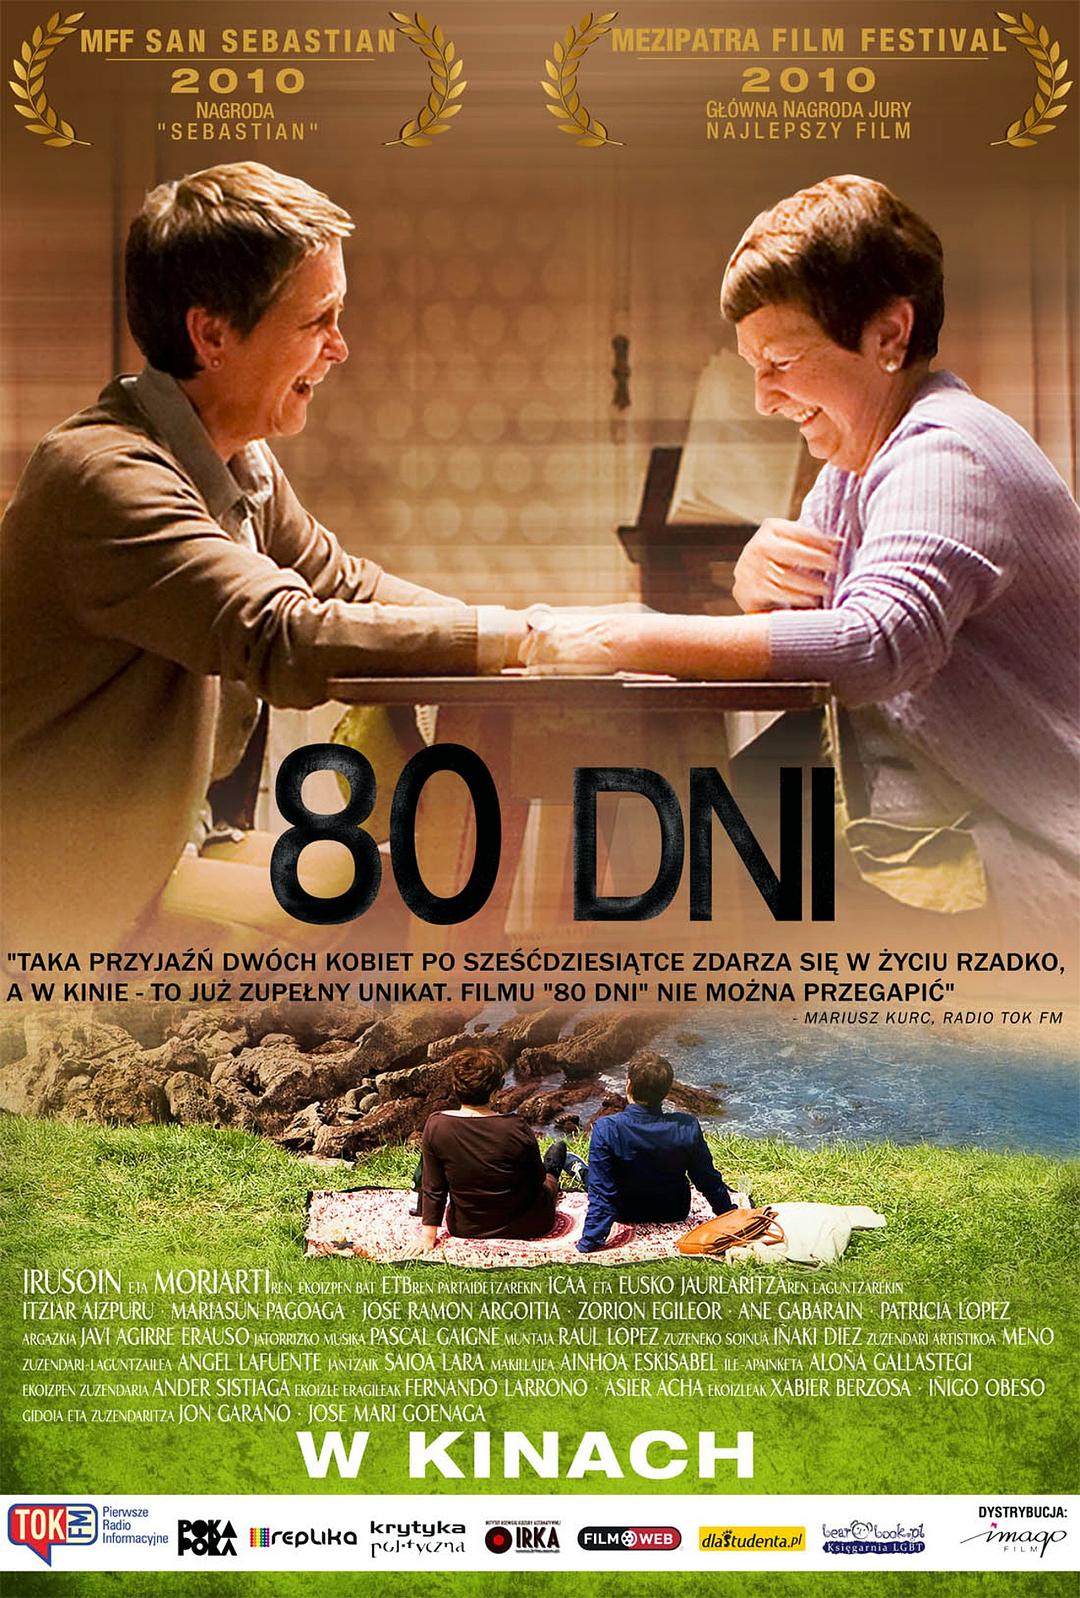 MFF SAN SEBASTIAN
2010
NAGRODA
"SEBASTIAN"
MEZIPATRA FILM FESTIVAL
2010
GŁÓWNA NAGRODA JURY
NAJLEPSZY FILM
80 DNI
"TAKA PRZYJAŹŃ DWÓCH KOBIET PO SZEŚĆDZIESIĄTCE ZDARZA SIĘ W ŻYCIU RZADKO,
A W KINIE - TO JUŻ ZUPEŁNY UNIKAT. FILMU "80 DNI" NIE MOŻNA PRZEGAPIĆ"
- MARIUSZ KURC, RADIO TOK FM
IRUSOIN ETA MORIARTIREN EKOIZPEN BAT ETBREN PARTAIDETZAREKIN ICAA ETA EUSKO JAURLARITZAREN LAGUNTZAREKIN
ITZIAR AIZPURU · MARIASUN PAGOAGA · JOSE RAMON ARGOITIA · ZORION EGILEOR · ANE GABARAIN · PATRICIA LOPEZ
ARGAZKIA JAVI AGIRRE ERAUSO JATORRIZKO MUSIKA PASCAL GAIGNE MUNTAIA RAUL LOPEZ ZUZENEKO SOINUA IÑAKI DIEZ ZUZENDARI ARTISTIKOA MENO
ZUZENDARI-LAGUNTZAILEA ANGEL LAFUENTE JANTZIAK SAIOA LARA MAKILLAJEA AINHOA ESKISABEL ILE-APAINKETA ALOÑA GALLASTEGI
EKOIZPEN ZUZENDARIA ANDER SISTIAGA EKOIZLE ERAGILEAK FERNANDO LARRONO · ASIER ACHA EKOIZLEAK XABIER BERZOSA · IÑIGO OBESO
GIDOIA ETA ZUZENDARITZA JON GARANO · JOSE MARI GOENAGA
W KINACH
TOK FM
Pierwsze
Radio
Informacyjne
POKA
POKA
replika
krytyka
polityczna
IRKA
FILMWEB
dlaStudenta.pl
bearbook.pl
Księgarnia LGBT
DYSTRYBUCJA:
imago
FILM